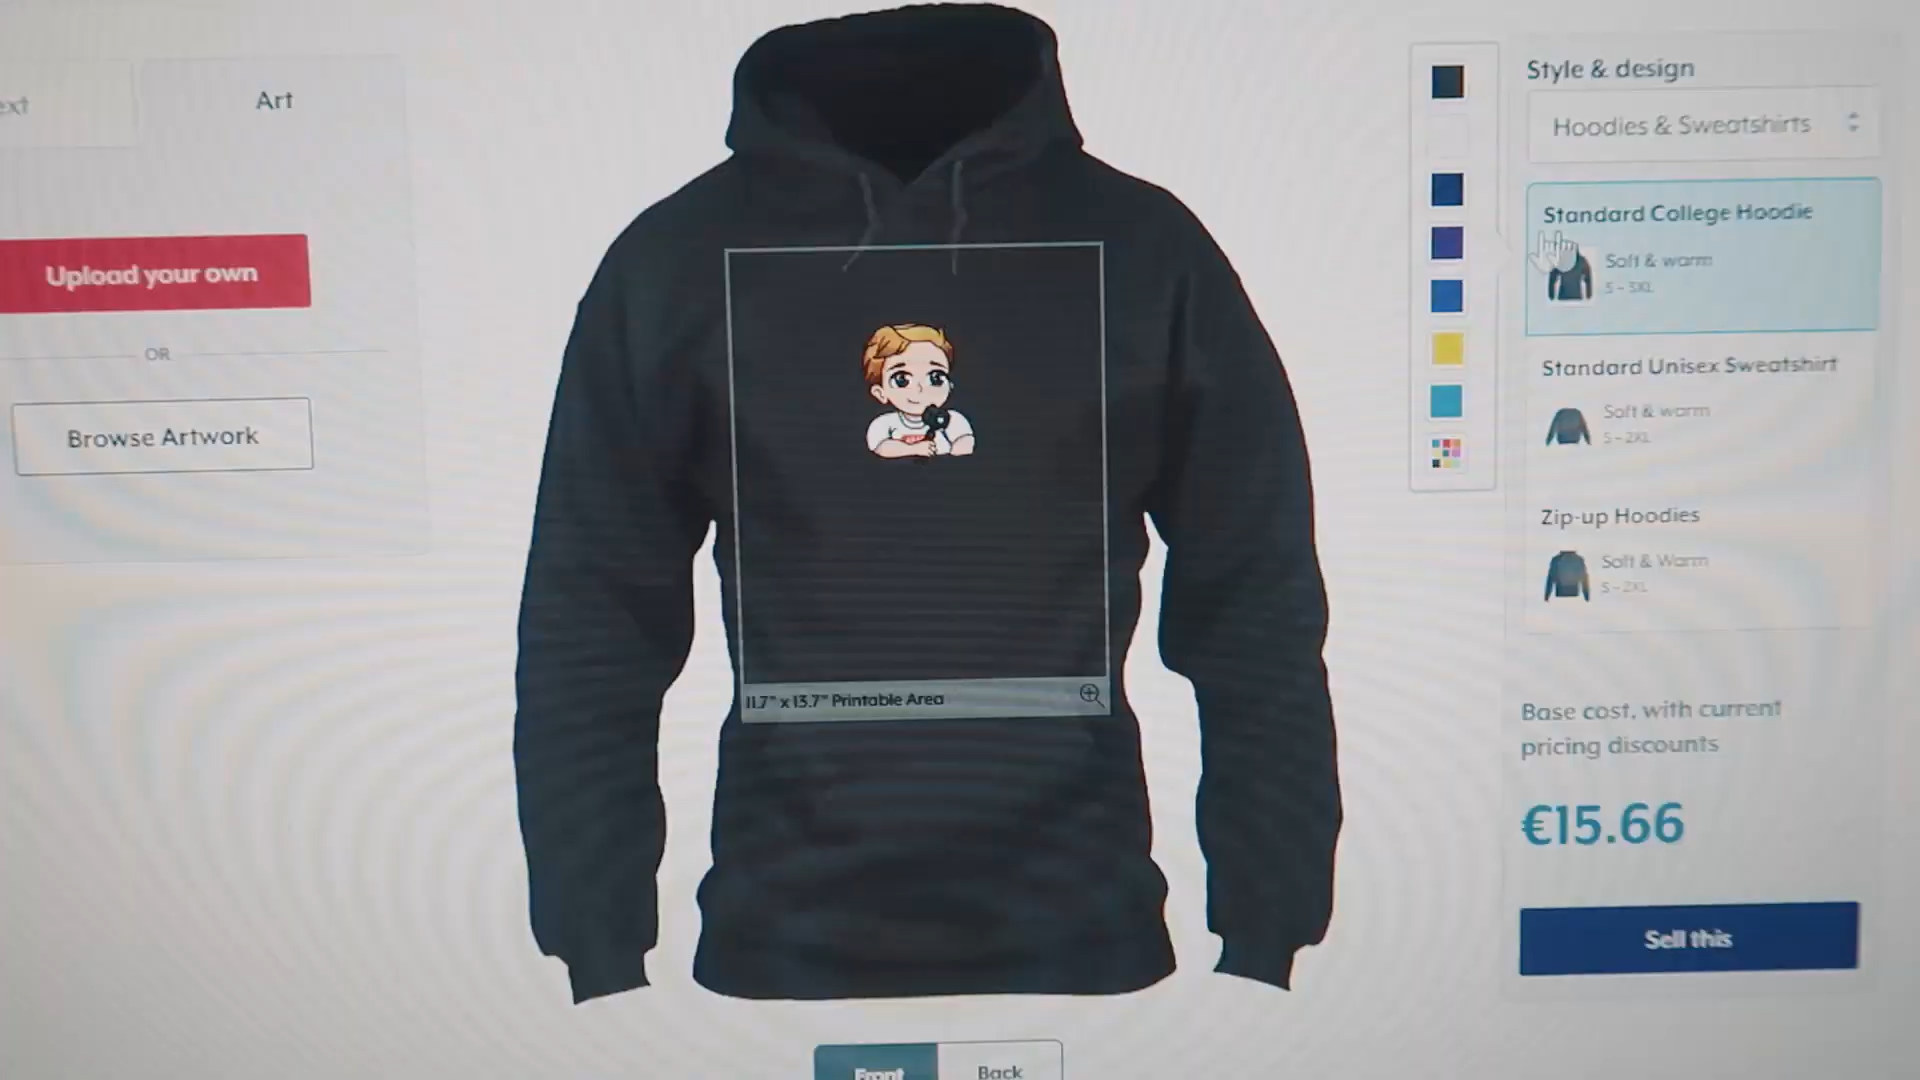 Art
Upload your own
OR
Browse Artwork
11.7" x 13.7" Printable Area
Front
Back
Style & design
Hoodies & Sweatshirts
Standard College Hoodie
Soft & warm
S - 3XL
Standard Unisex Sweatshirt
Soft & warm
S - 2XL
Zip-up Hoodies
Soft & Warm
S - 2XL
Base cost, with current
pricing discounts
€15.66
Sell this